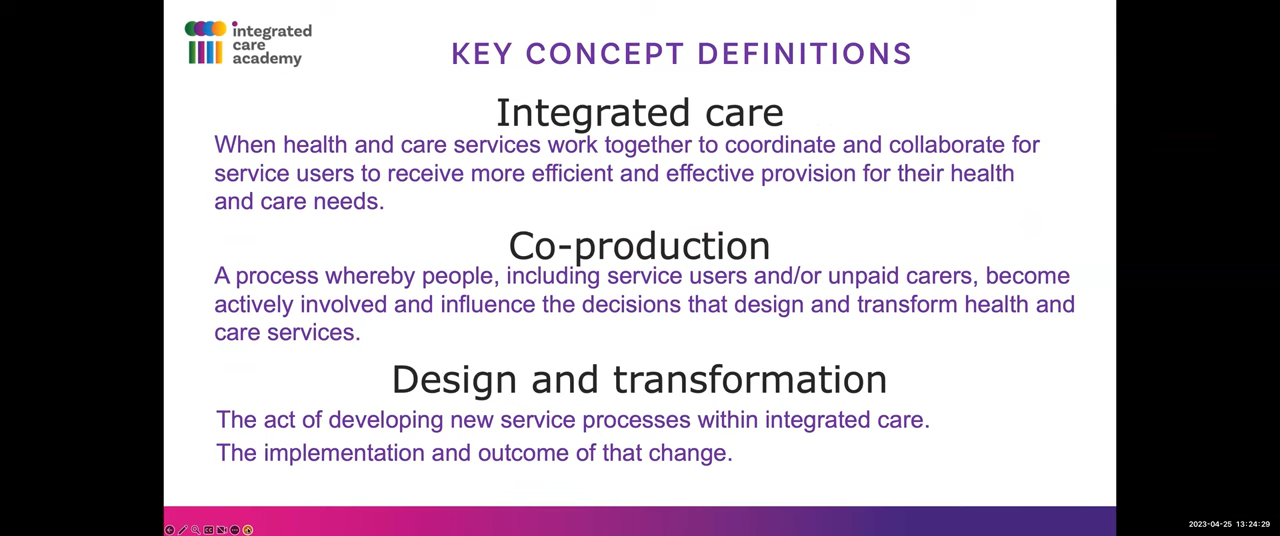 integrated
care
academy
KEY CONCEPT DEFINITIONS
Integrated care
When health and care services work together to coordinate and collaborate for
service users to receive more efficient and effective provision for their health
and care needs.
Co-production
A process whereby people, including service users and/or unpaid carers, become
actively involved and influence the decisions that design and transform health and
care services.
Design and transformation
The act of developing new service processes within integrated care.
The implementation and outcome of that change.
2023-04-25 13:24:29